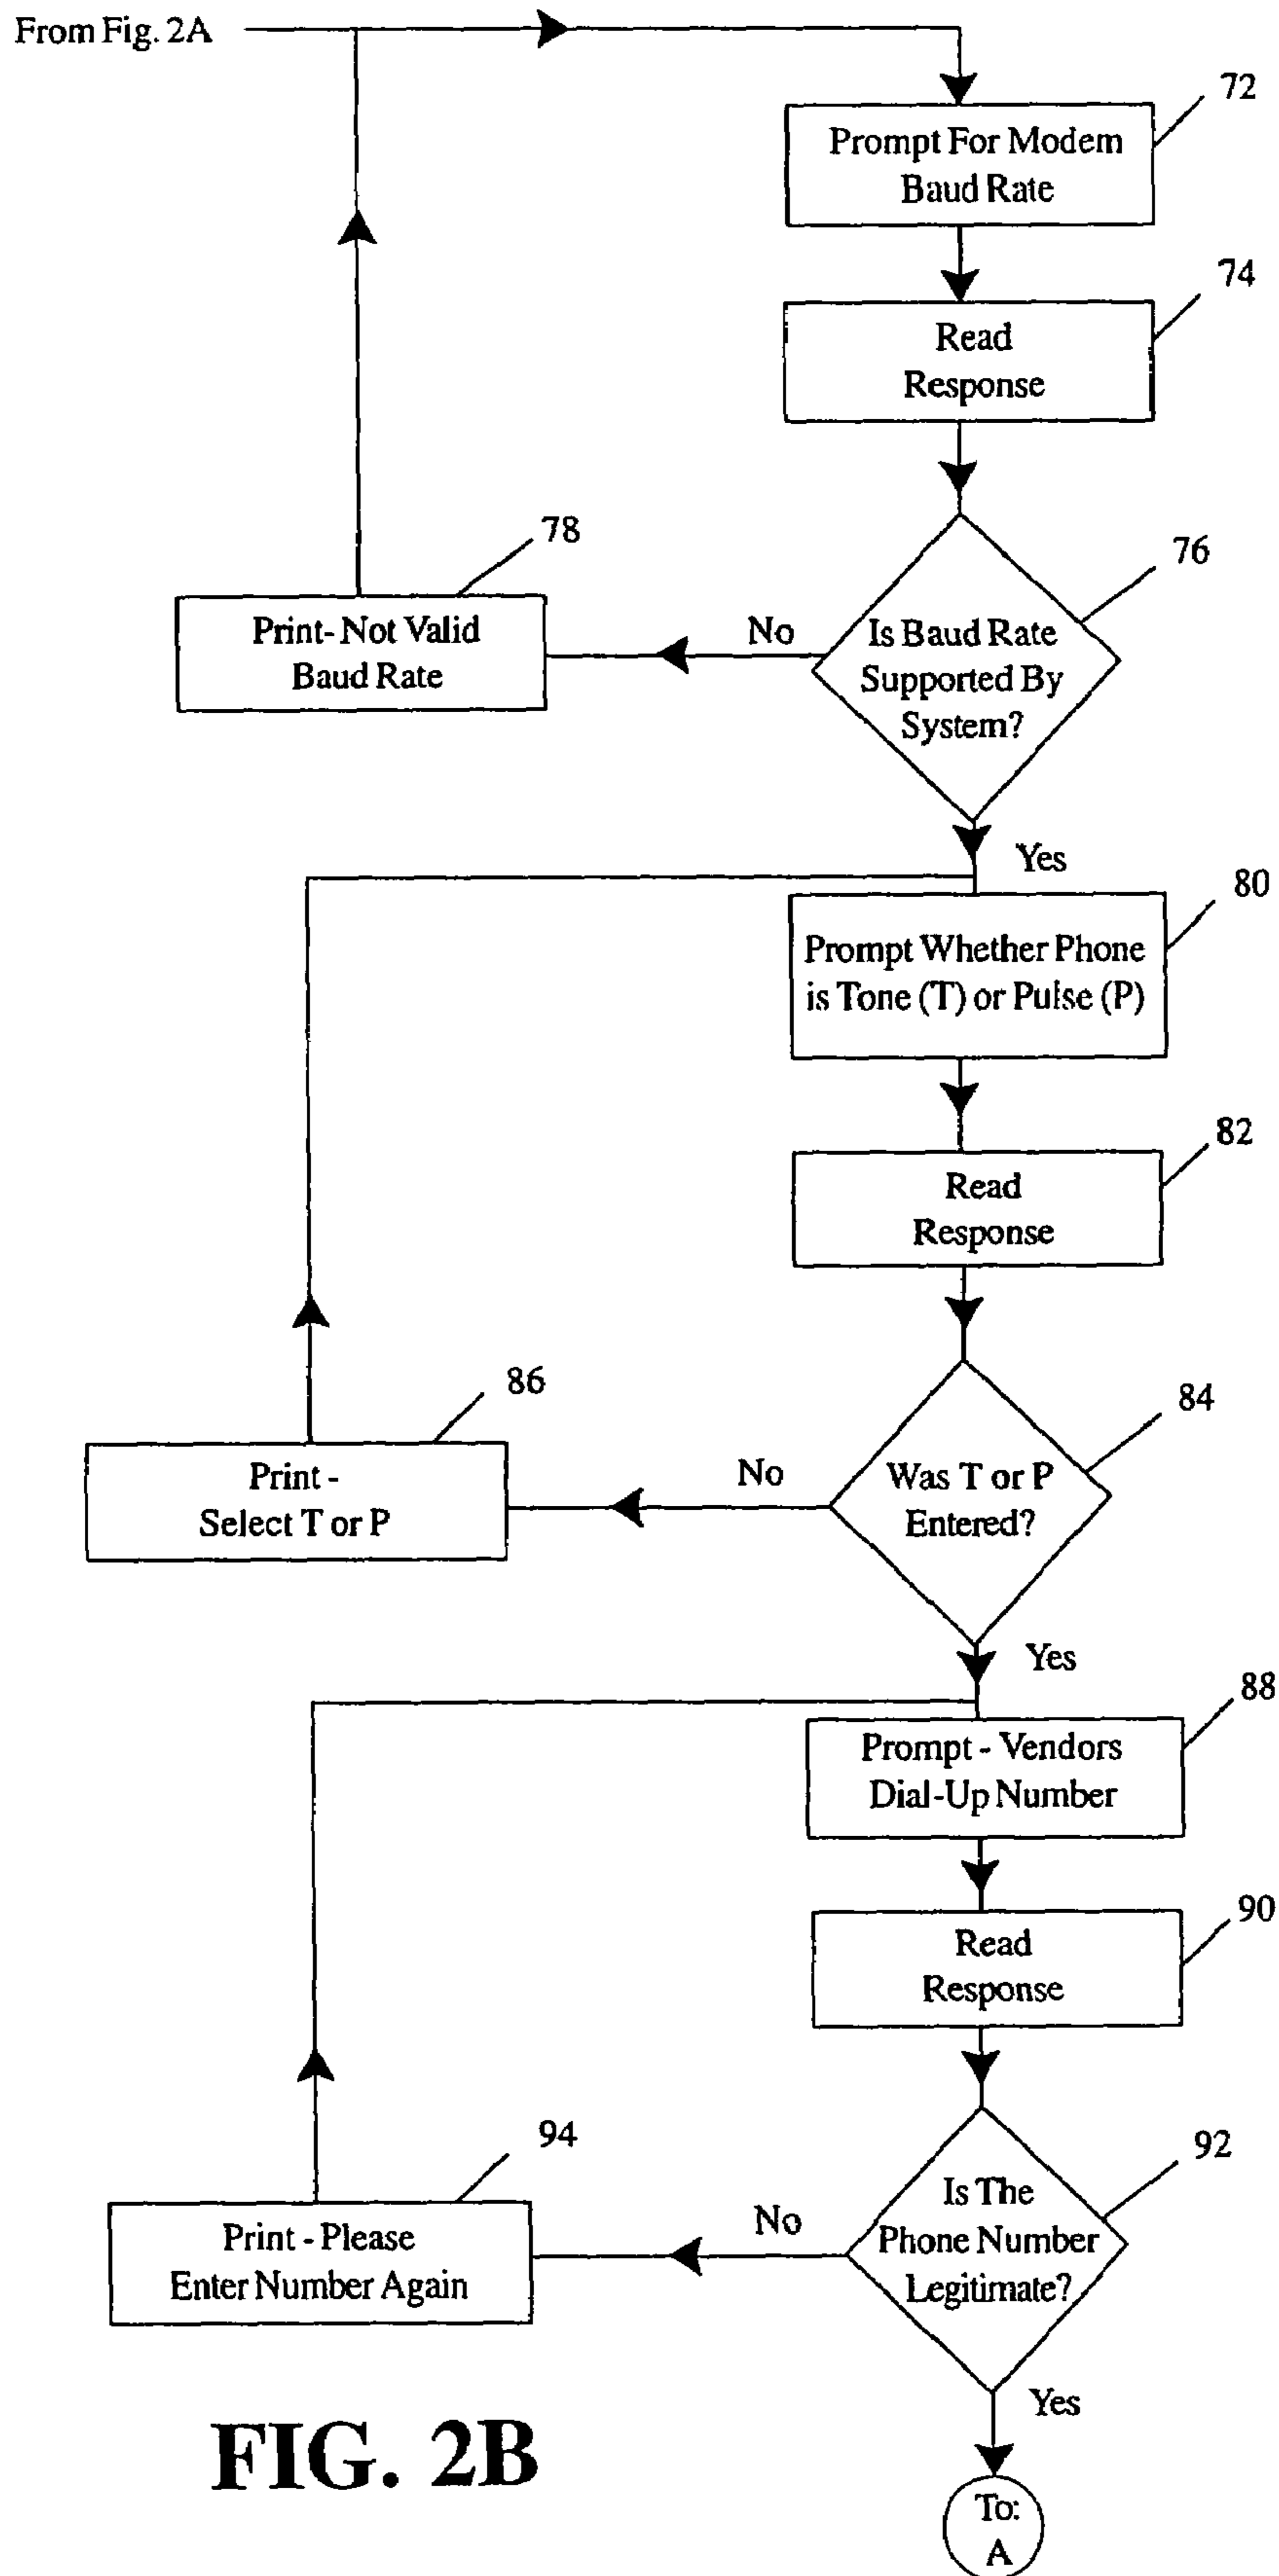 From Fig. 2A
72
Prompt For Modem
Baud Rate
74
Read
Response
76
Is Baud Rate
Supported By
System?
No
78
Print- Not Valid
Baud Rate
Yes
80
Prompt Whether Phone
is Tone (T) or Pulse (P)
82
Read
Response
84
Was T or P
Entered?
No
86
Print -
Select T or P
Yes
88
Prompt - Vendors
Dial-Up Number
90
Read
Response
92
Is The
Phone Number
Legitimate?
No
94
Print - Please
Enter Number Again
Yes
To:
A
FIG. 2B